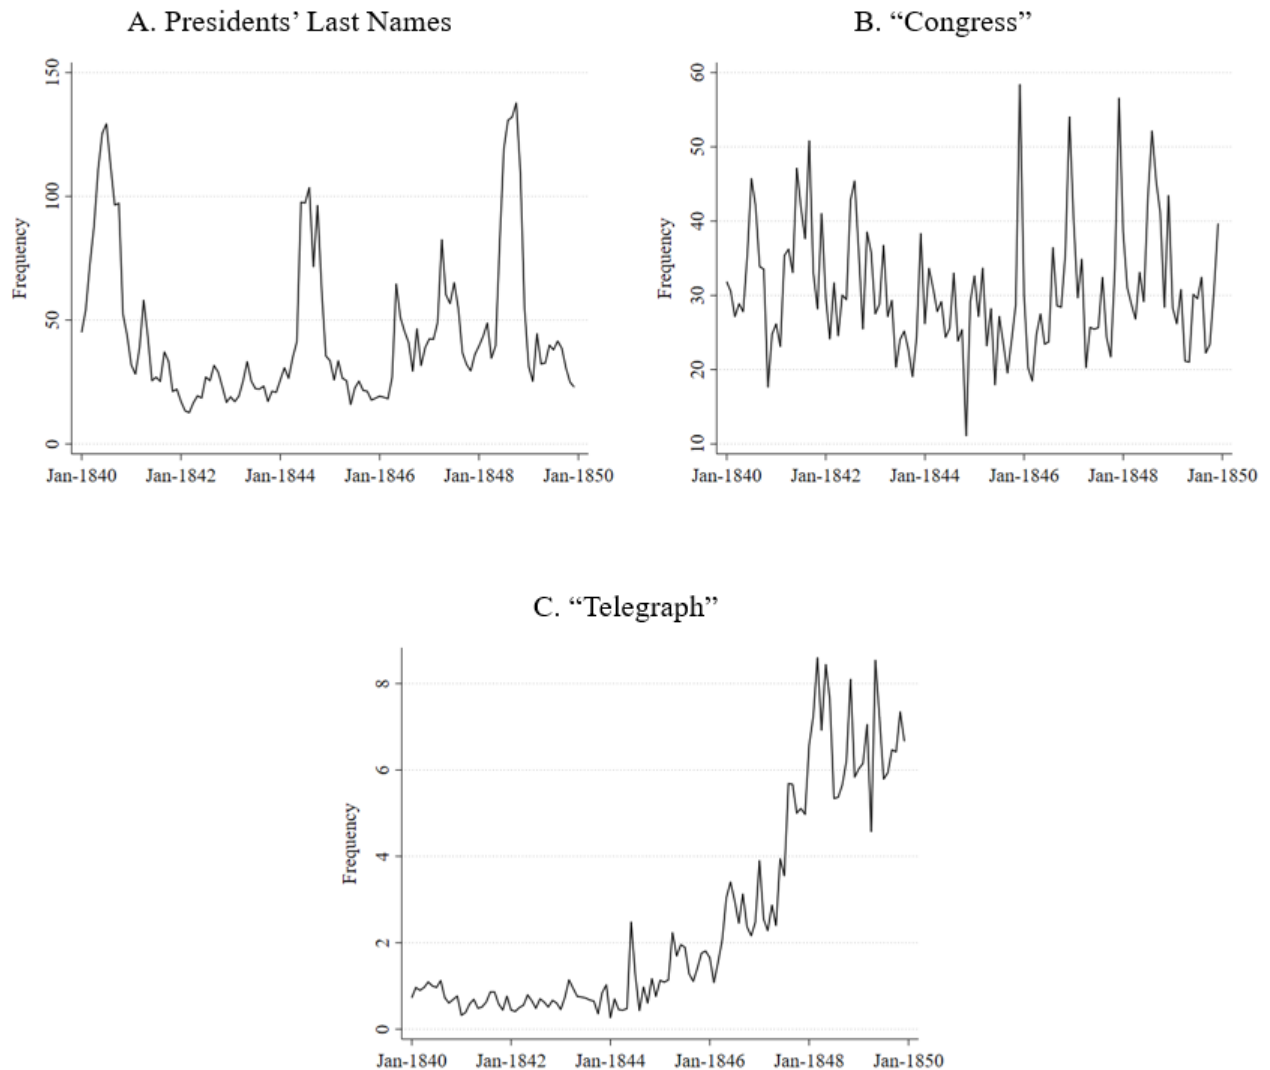 A. Presidents’ Last Names
150
100
50
0
Frequency
Jan-1840 Jan-1842 Jan-1844 Jan-1846 Jan-1848 Jan-1850
B. “Congress”
60
50
40
30
20
10
Frequency
Jan-1840 Jan-1842 Jan-1844 Jan-1846 Jan-1848 Jan-1850
C. “Telegraph”
8
6
4
2
0
Frequency
Jan-1840 Jan-1842 Jan-1844 Jan-1846 Jan-1848 Jan-1850